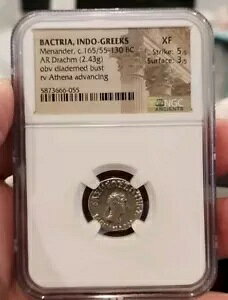 BACTRIA, INDO-GREEKS
Menander, c.165/55-130 BC
AR Drachm (2.43g)
obv diademed bust
rv Athena advancing
5823666-055
XF
Strike: 5/5
Surface: 3/5
NGC
ANCIENTS